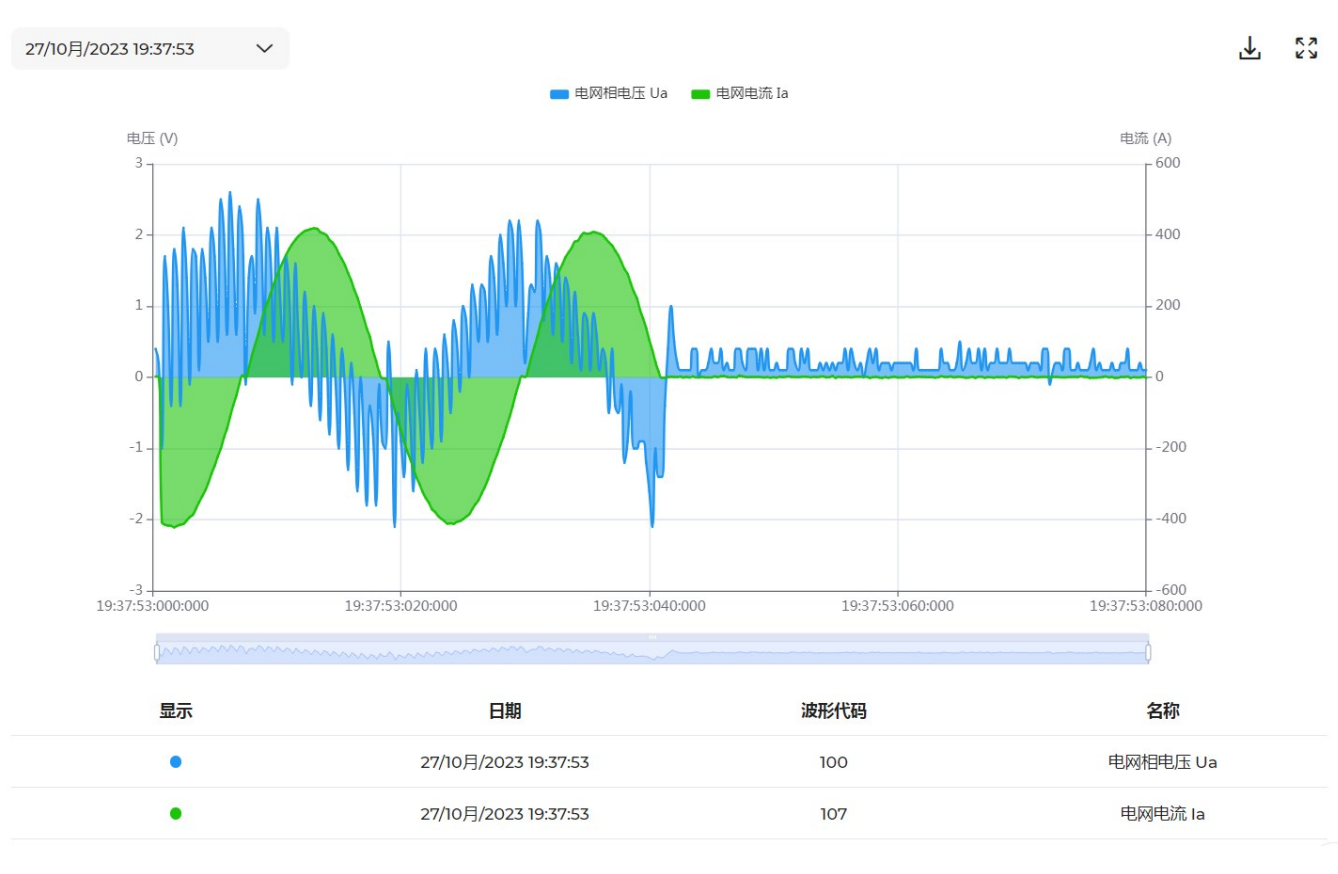 27/10月/2023 19:37:53
电网相电压 Ua 电网电流 Ia
电压 (V) 电流 (A)
3 600
2 400
1 200
0 0
-1 -200
-2 -400
-3 -600
19:37:53:000:000 19:37:53:020:000 19:37:53:040:000 19:37:53:060:000 19:37:53:080:000
显示 日期 波形代码 名称
27/10月/2023 19:37:53 100 电网相电压 Ua
27/10月/2023 19:37:53 107 电网电流 Ia